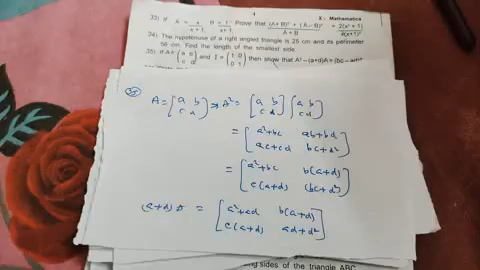 X : Mathematics
33) If A = x/x+1 B = 1/x+1 Prove that (A+B)² + (A−B)²/A+B = 2(x²+1)/(x+1)²
34) The hypotenuse of a right angled triangle is 25 cm and its perimeter
56 cm. Find the length of the smallest side.
35) If A = (a b c d) and I = (1 0 0 1) then show that A² − (a+d)A = (bc − ad)
35) A = [a b c d] ⇒ A² = [a b c d] [a b c d]
= [a²+bc ab+bd ac+cd bc+d²]
= [a²+bc b(a+d) c(a+d) (bc+d²)]
(a+d) A = [a²+ad b(a+d) c(a+d) ad+d²]
ng sides of the triangle ABC